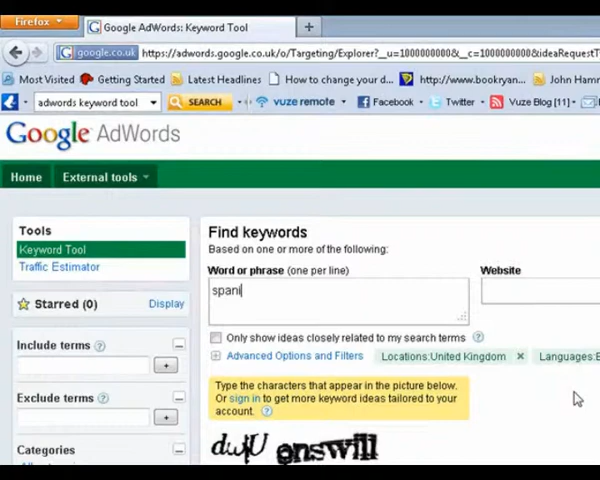 Firefox
Google AdWords: Keyword Tool
google.co.uk https://adwords.google.co.uk/o/Targeting/Explorer?__u=1000000000&__c=1000000000&ideaRequestT
Most Visited Getting Started Latest Headlines How to change your d... http://www.bookryan... John Hamm
adwords keyword tool SEARCH vuze remote Facebook Twitter Vuze Blog [11]
Google AdWords
Home External tools
Tools
Keyword Tool
Traffic Estimator
Starred (0) Display
Include terms
Exclude terms
Categories
Find keywords
Based on one or more of the following:
Word or phrase (one per line) Website
spani
Only show ideas closely related to my search terms
Advanced Options and Filters Locations:United Kingdom Languages:E
Type the characters that appear in the picture below.
Or sign in to get more keyword ideas tailored to your
account.